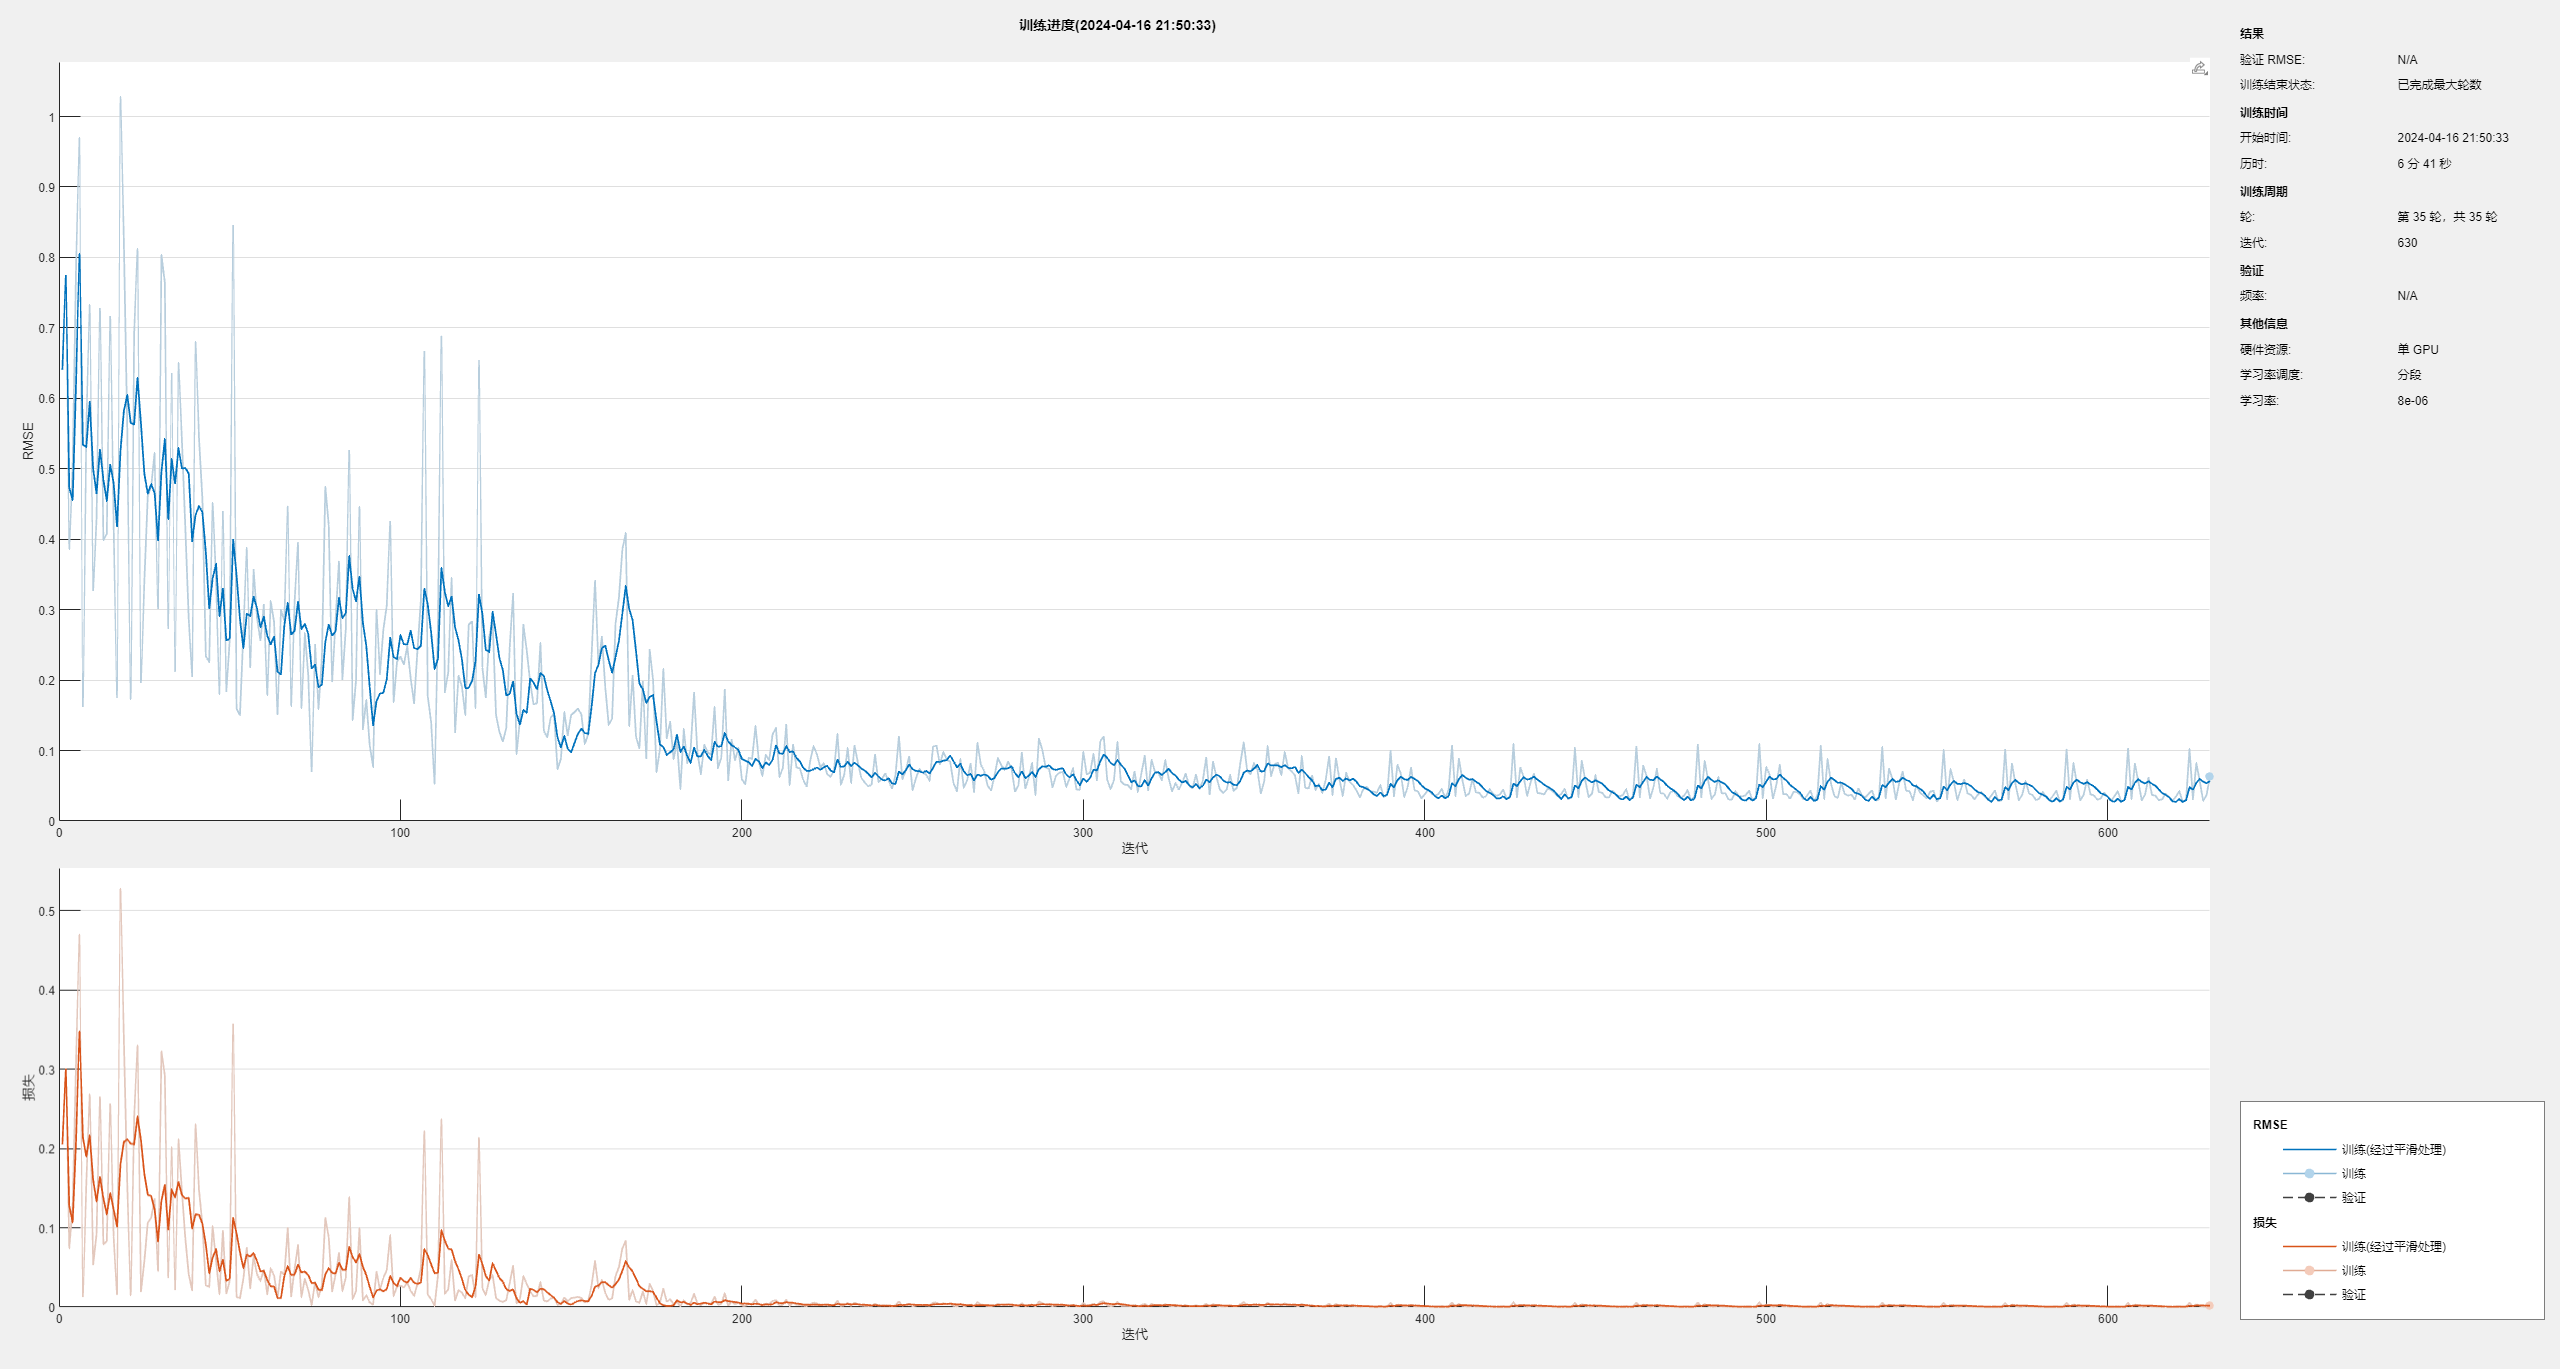 训练进度(2024-04-16 21:50:33)
1
0.9
0.8
0.7
0.6
0.5
0.4
0.3
0.2
0.1
0
RMSE
0 100 200 300 400 500 600
迭代
0.5
0.4
0.3
0.2
0.1
0
损失
0 100 200 300 400 500 600
迭代
结果
验证 RMSE: N/A
训练结束状态: 已完成最大轮数
训练时间
开始时间: 2024-04-16 21:50:33
历时: 6 分 41 秒
训练周期
轮: 第 35 轮，共 35 轮
迭代: 630
验证
频率: N/A
其他信息
硬件资源: 单 GPU
学习率调度: 分段
学习率: 8e-06
RMSE
训练(经过平滑处理)
训练
验证
损失
训练(经过平滑处理)
训练
验证